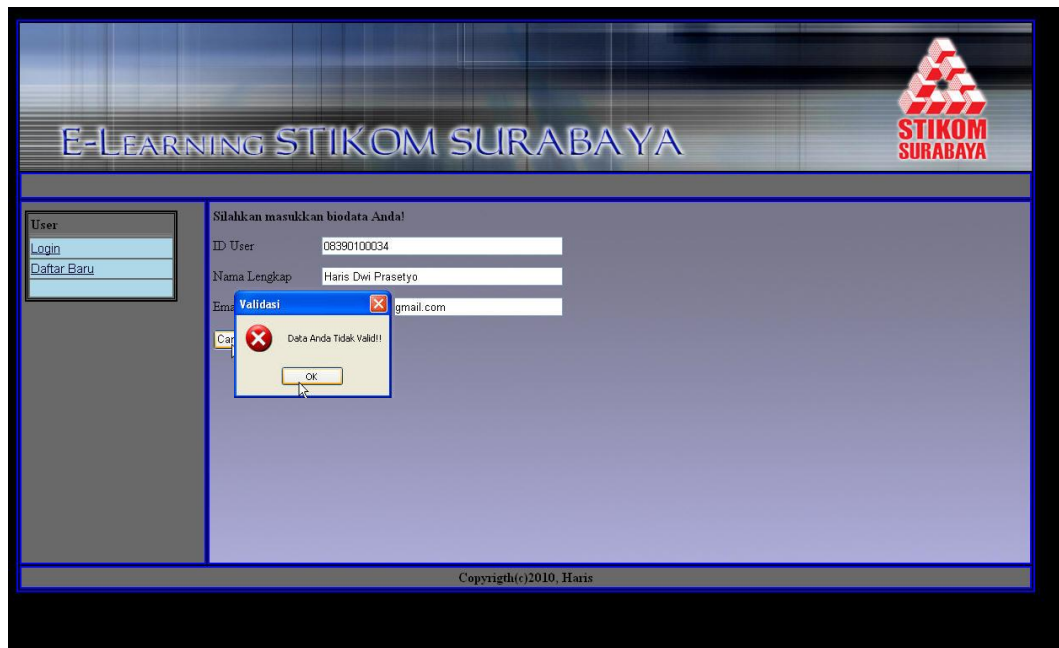 E-LEARNING STIKOM SURABAYA
STIKOM
SURABAYA
User
Login
Daftar Baru
Silahkan masukkan biodata Anda!
ID User 08390100034
Nama Lengkap Haris Dwi Prasetyo
gmail.com
Validasi
Data Anda Tidak Valid!!
OK
Copyrigth(c)2010, Haris